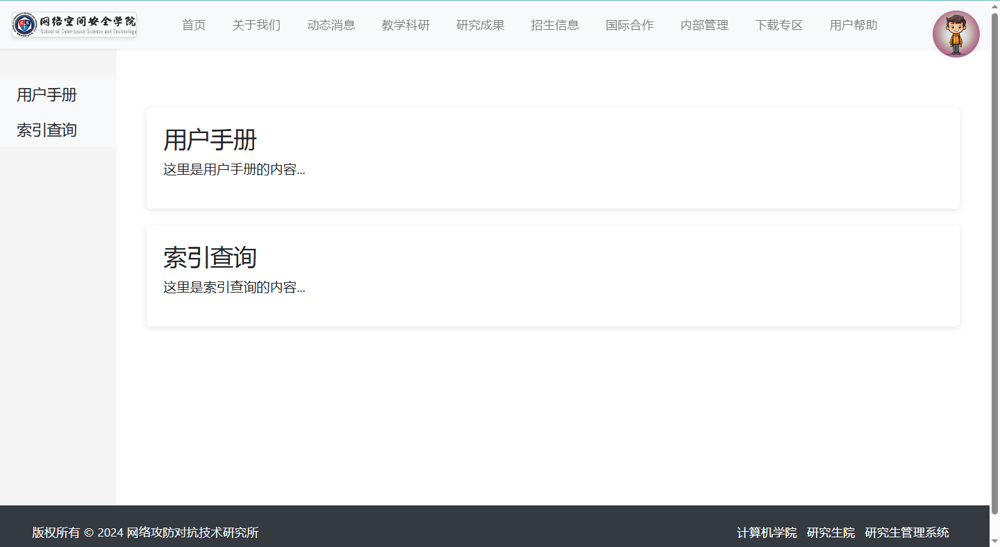 网络空间安全学院
School of Cyberspace Science and Technology
首页 关于我们 动态消息 教学科研 研究成果 招生信息 国际合作 内部管理 下载专区 用户帮助
用户手册
索引查询
用户手册
这里是用户手册的内容...
索引查询
这里是索引查询的内容...
版权所有 © 2024 网络攻防对抗技术研究所
计算机学院 研究生院 研究生管理系统